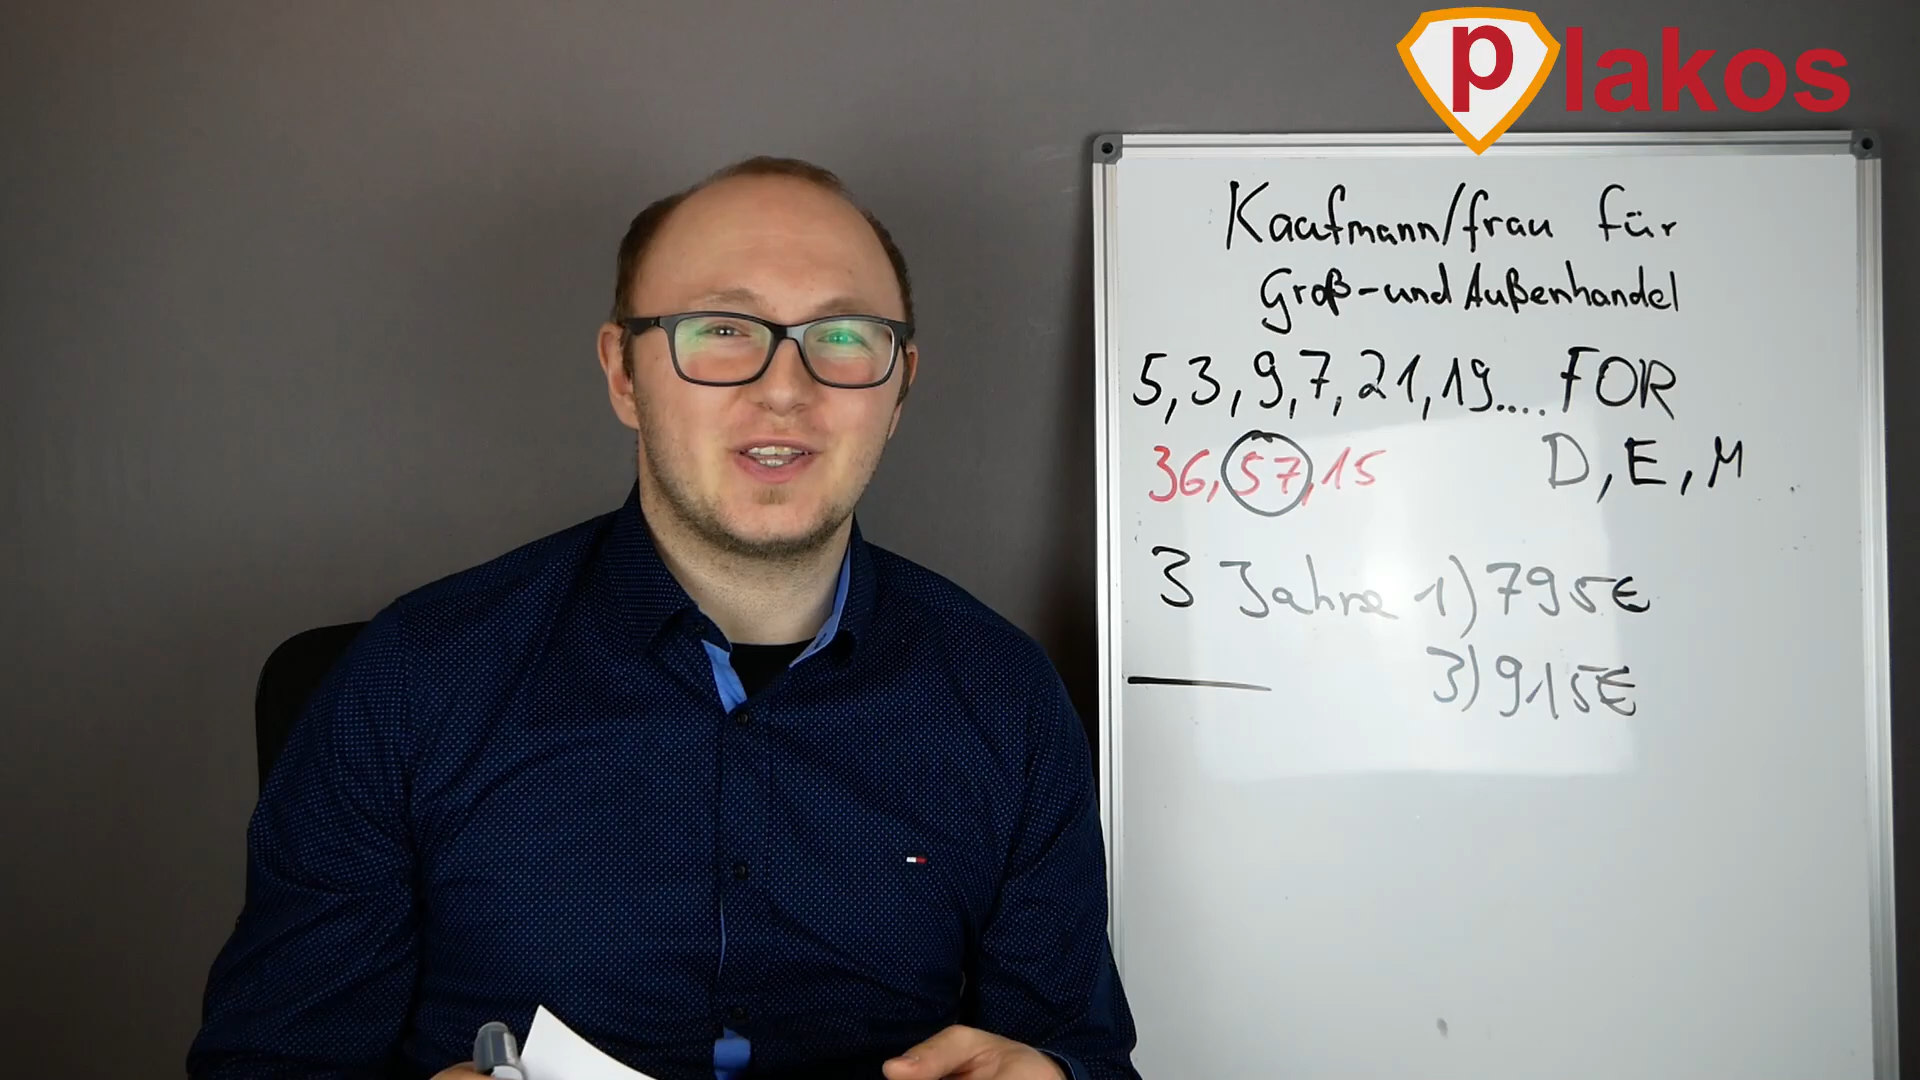 plakos
Kaufmann/frau für
Groß-und Außenhandel
5,3,9,7,21,19.... FOR
36,57,15 D,E,M
3 Jahre 1) 795€
3) 915€